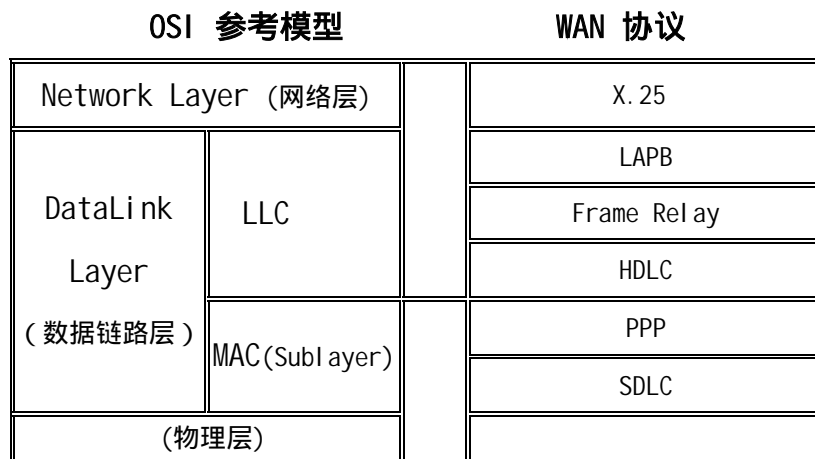 OSI 参考模型 WAN 协议
Network Layer (网络层) X.25
LAPB
DataLink LLC Frame Relay
Layer HDLC
(数据链路层) PPP
MAC(Sublayer)
SDLC
(物理层)